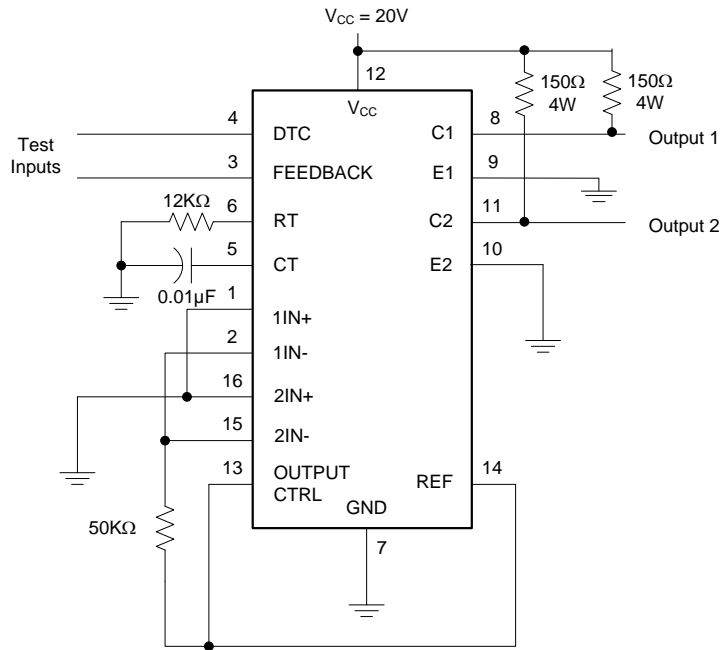 VCC = 20V
12
VCC
150Ω
4W
150Ω
4W
Test
Inputs
4
DTC
3
FEEDBACK
12KΩ
6
RT
5
CT
0.01µF
1
1IN+
2
1IN-
16
2IN+
15
2IN-
13
OUTPUT
CTRL
50KΩ
GND
7
C1
8
Output 1
E1
9
C2
11
Output 2
E2
10
REF
14